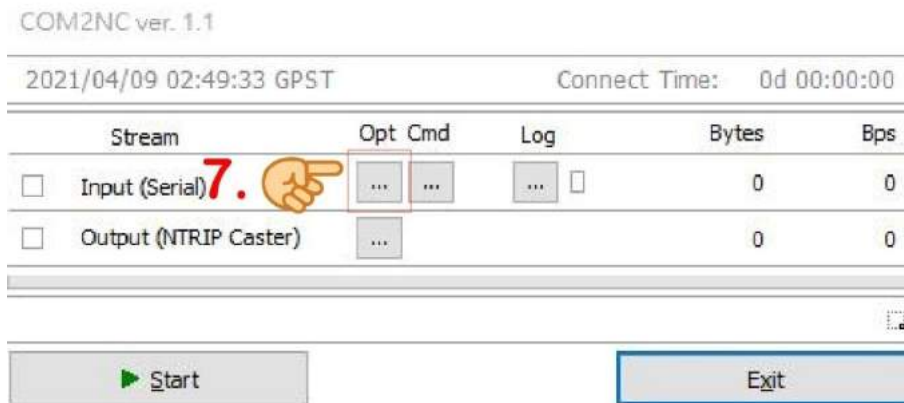 COM2NC ver. 1.1
2021/04/09 02:49:33 GPST Connect Time: 0d 00:00:00
Stream Opt Cmd Log Bytes Bps
Input (Serial) 7. ... ... ... 0 0
Output (NTRIP Caster) ... 0 0
Start Exit